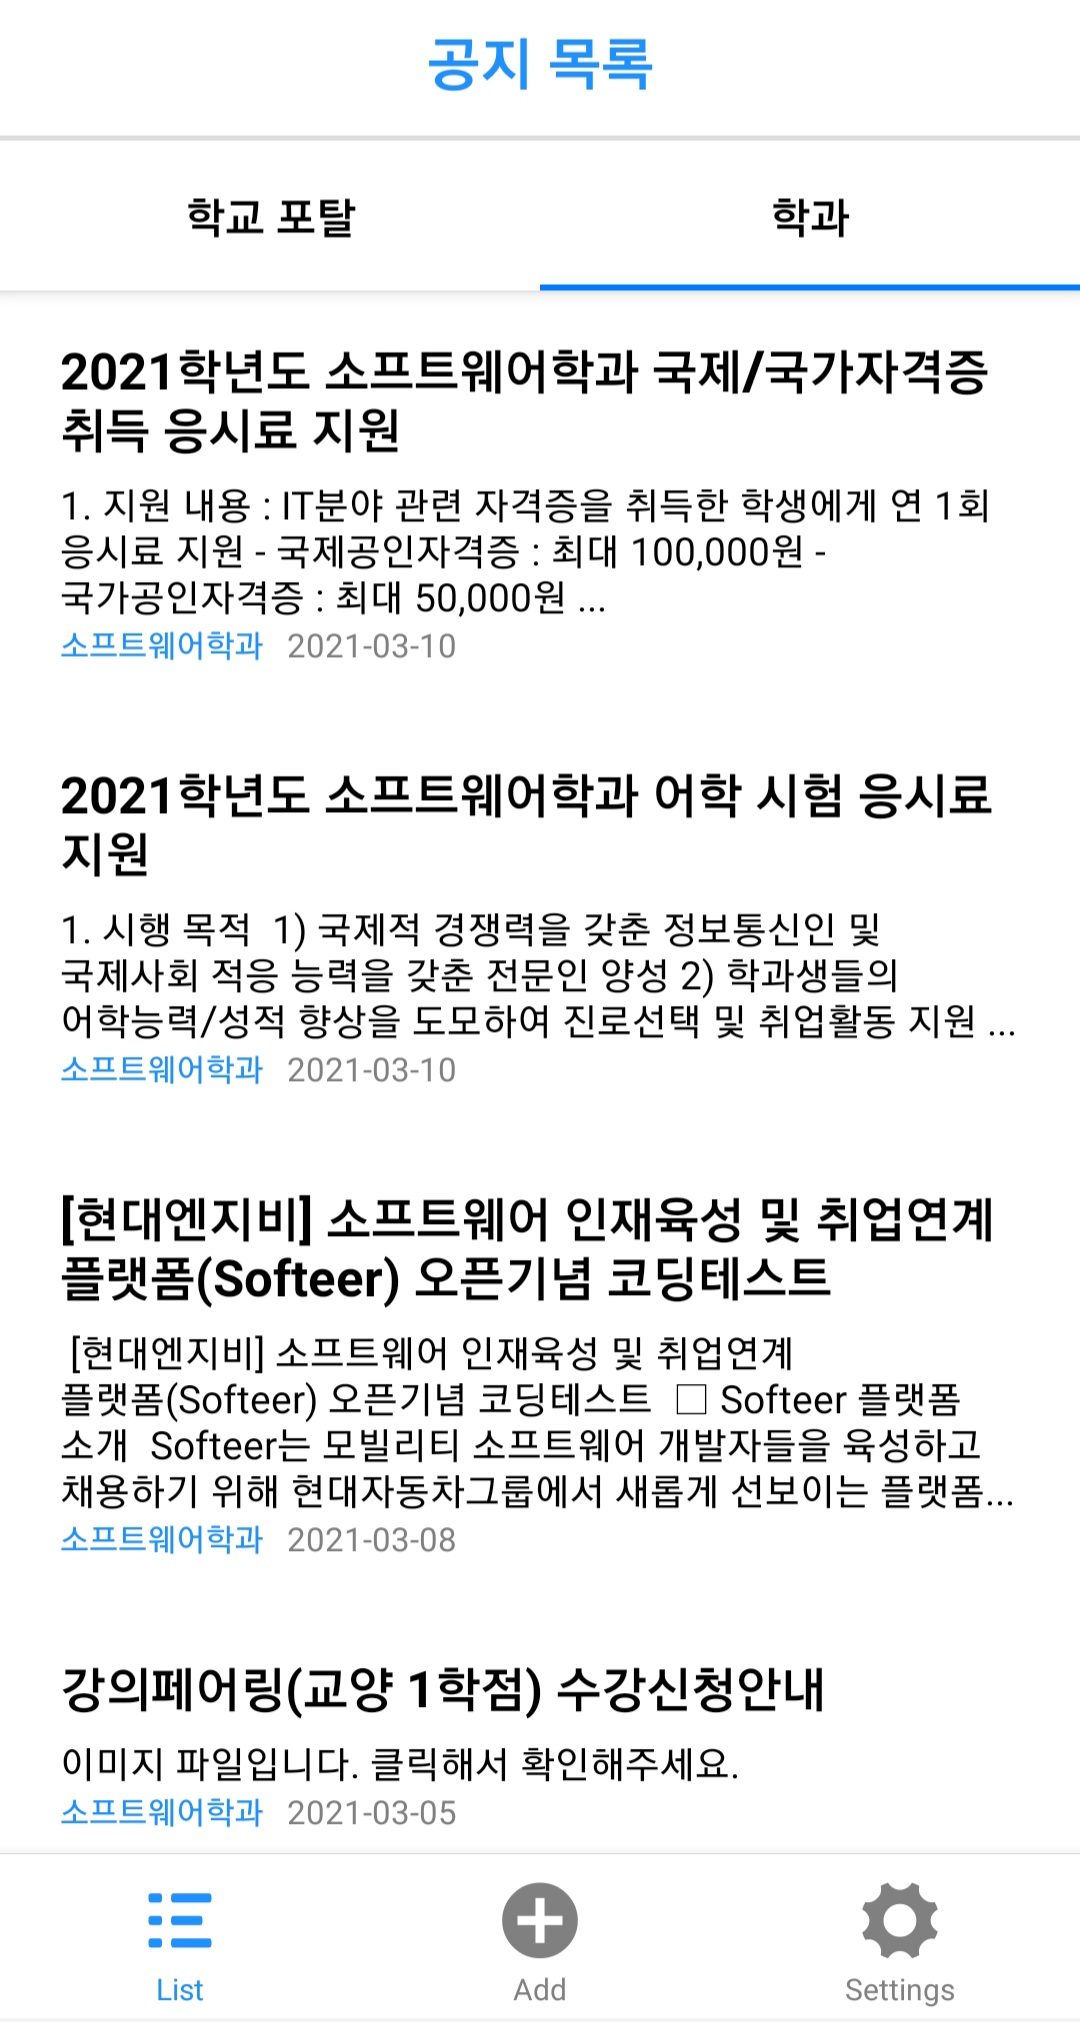 공지 목록
학교 포탈
학과
2021학년도 소프트웨어학과 국제/국가자격증
취득 응시료 지원
1. 지원 내용 : IT분야 관련 자격증을 취득한 학생에게 연 1회
응시료 지원 - 국제공인자격증 : 최대 100,000원 -
국가공인자격증 : 최대 50,000원 ...
소프트웨어학과 2021-03-10
2021학년도 소프트웨어학과 어학 시험 응시료
지원
1. 시행 목적  1) 국제적 경쟁력을 갖춘 정보통신인 및
국제사회 적응 능력을 갖춘 전문인 양성 2) 학과생들의
어학능력/성적 향상을 도모하여 진로선택 및 취업활동 지원 ...
소프트웨어학과 2021-03-10
[현대엔지비] 소프트웨어 인재육성 및 취업연계
플랫폼(Softeer) 오픈기념 코딩테스트
[현대엔지비] 소프트웨어 인재육성 및 취업연계
플랫폼(Softeer) 오픈기념 코딩테스트  □ Softeer 플랫폼
소개  Softeer는 모빌리티 소프트웨어 개발자들을 육성하고
채용하기 위해 현대자동차그룹에서 새롭게 선보이는 플랫폼...
소프트웨어학과 2021-03-08
강의페어링(교양 1학점) 수강신청안내
이미지 파일입니다. 클릭해서 확인해주세요.
소프트웨어학과 2021-03-05
List
Add
Settings